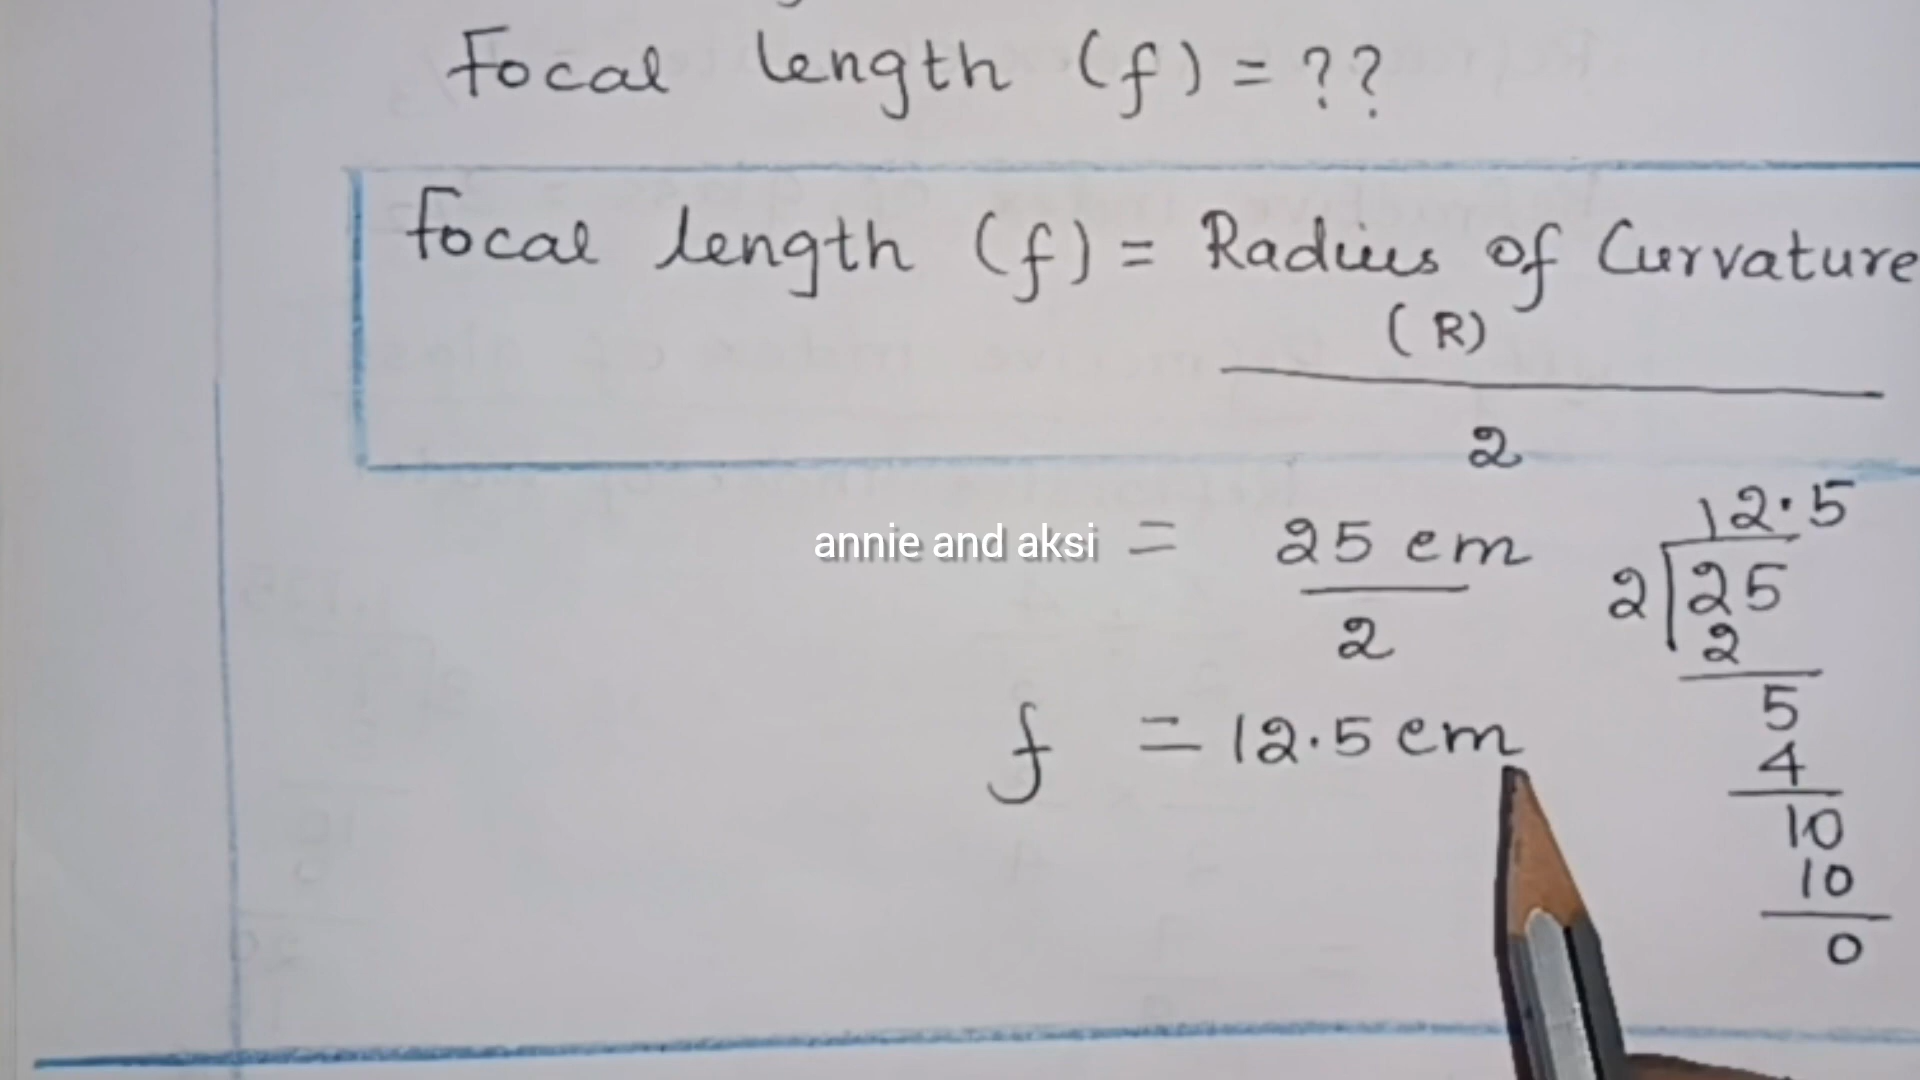 Focal length (f) = ??
focal length (f) = Radius of Curvature
(R)
2
annie and aksi
= 25 cm
2
f = 12.5 cm
12.5
2 25
2
5
4
10
10
0